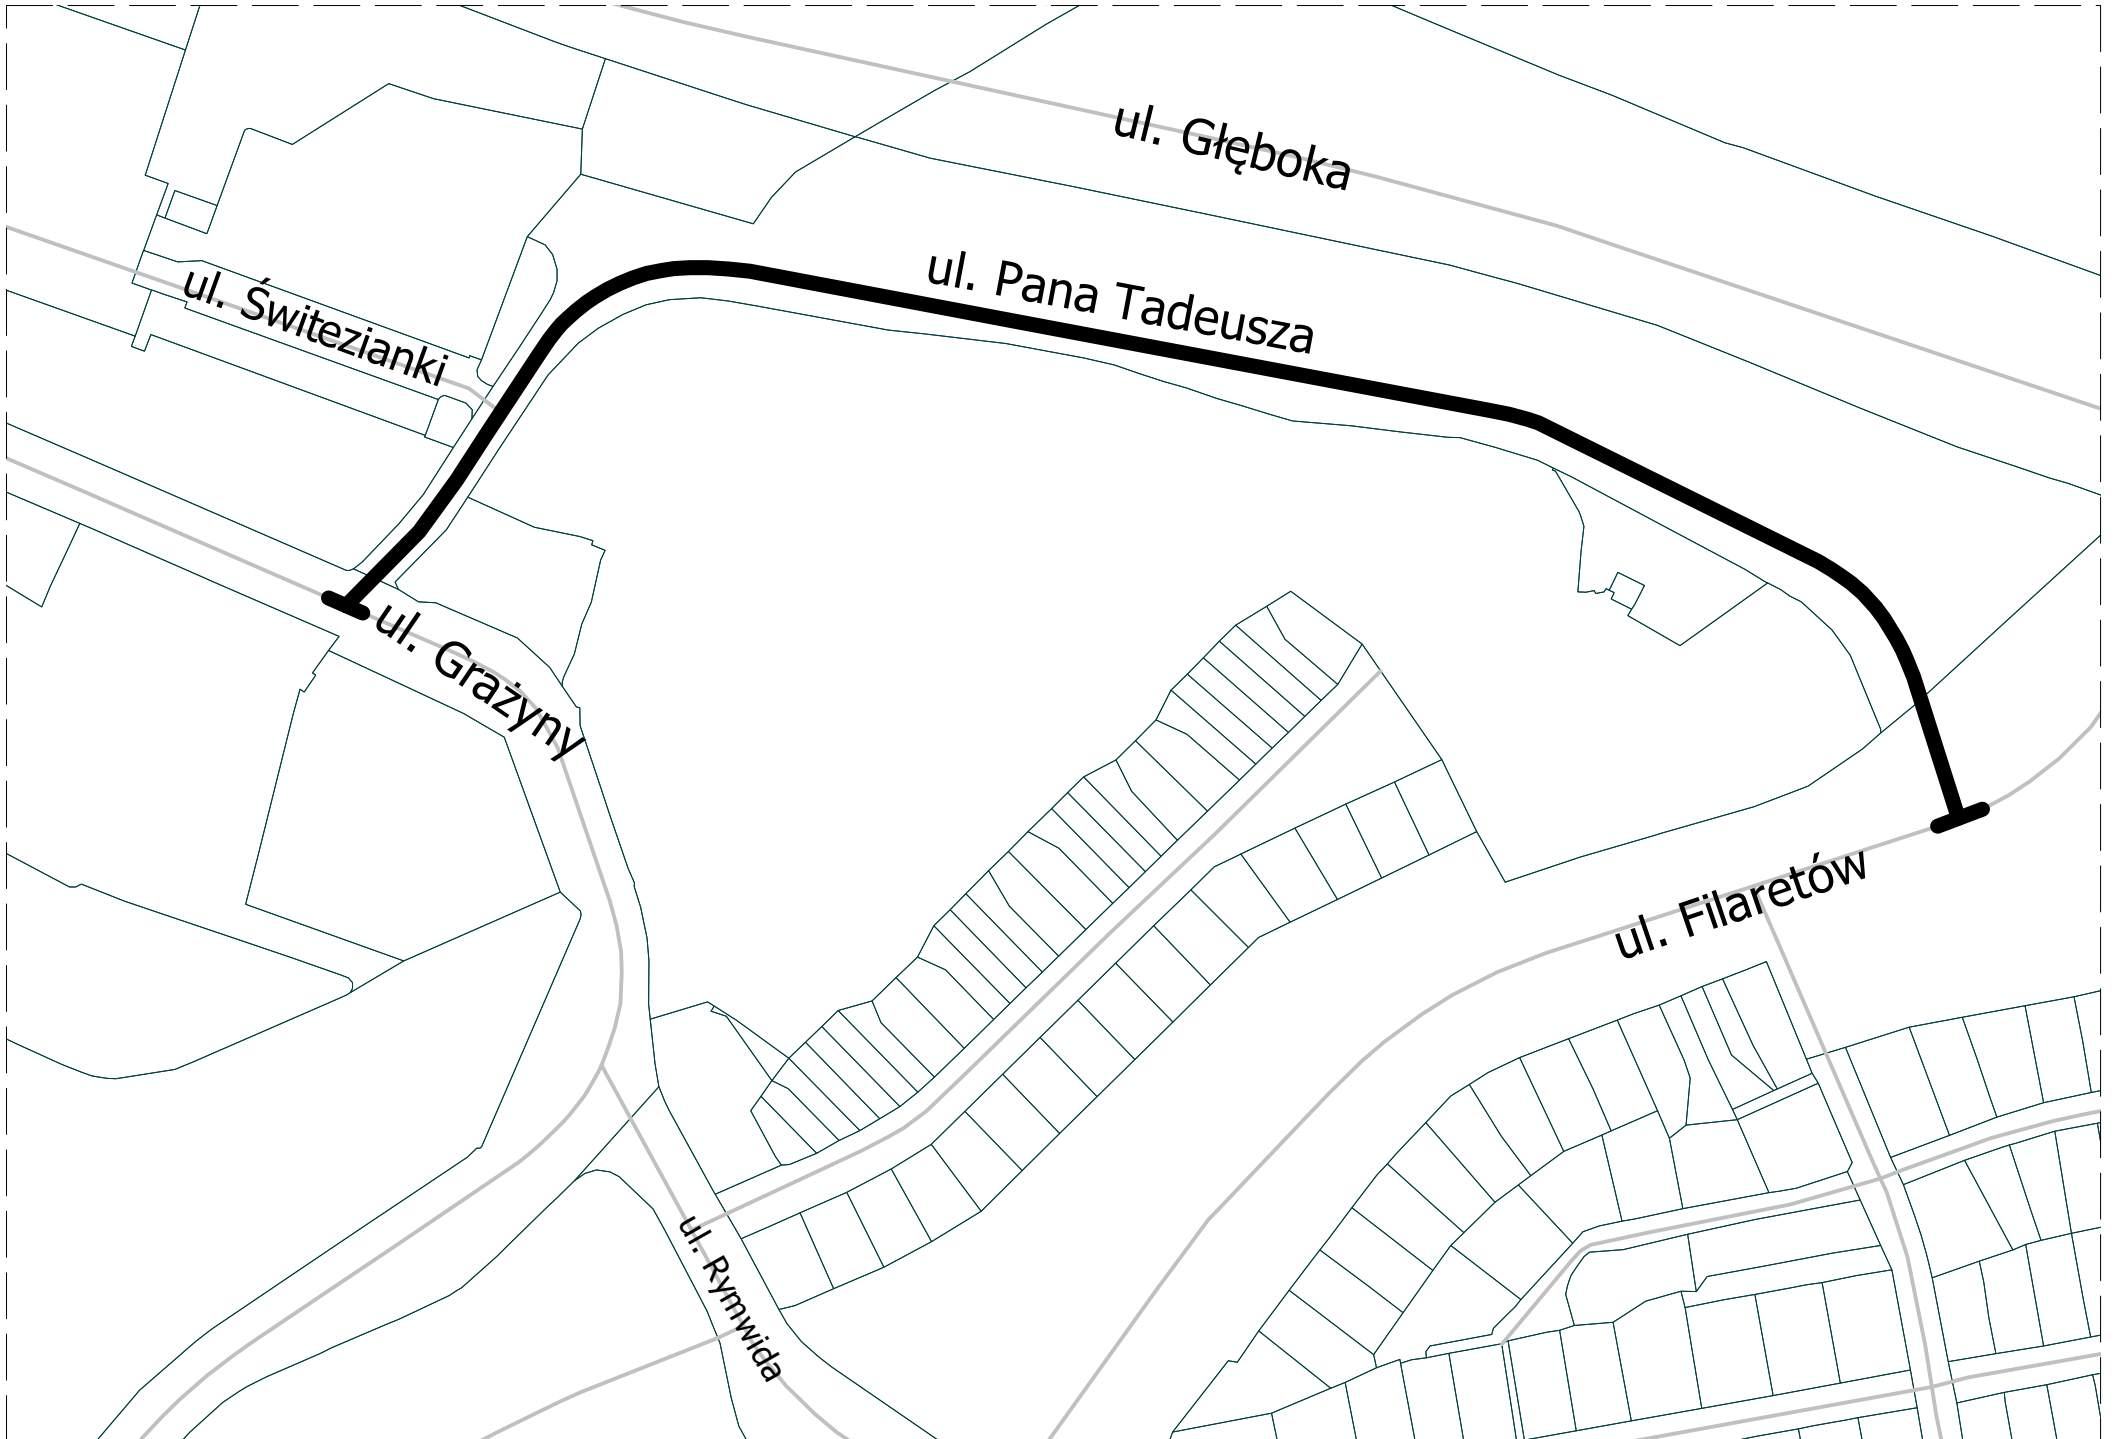 ul. Głęboka
ul. Pana Tadeusza
ul. Świtezianki
ul. Grażyny
ul. Filaretów
ul. Rymwida